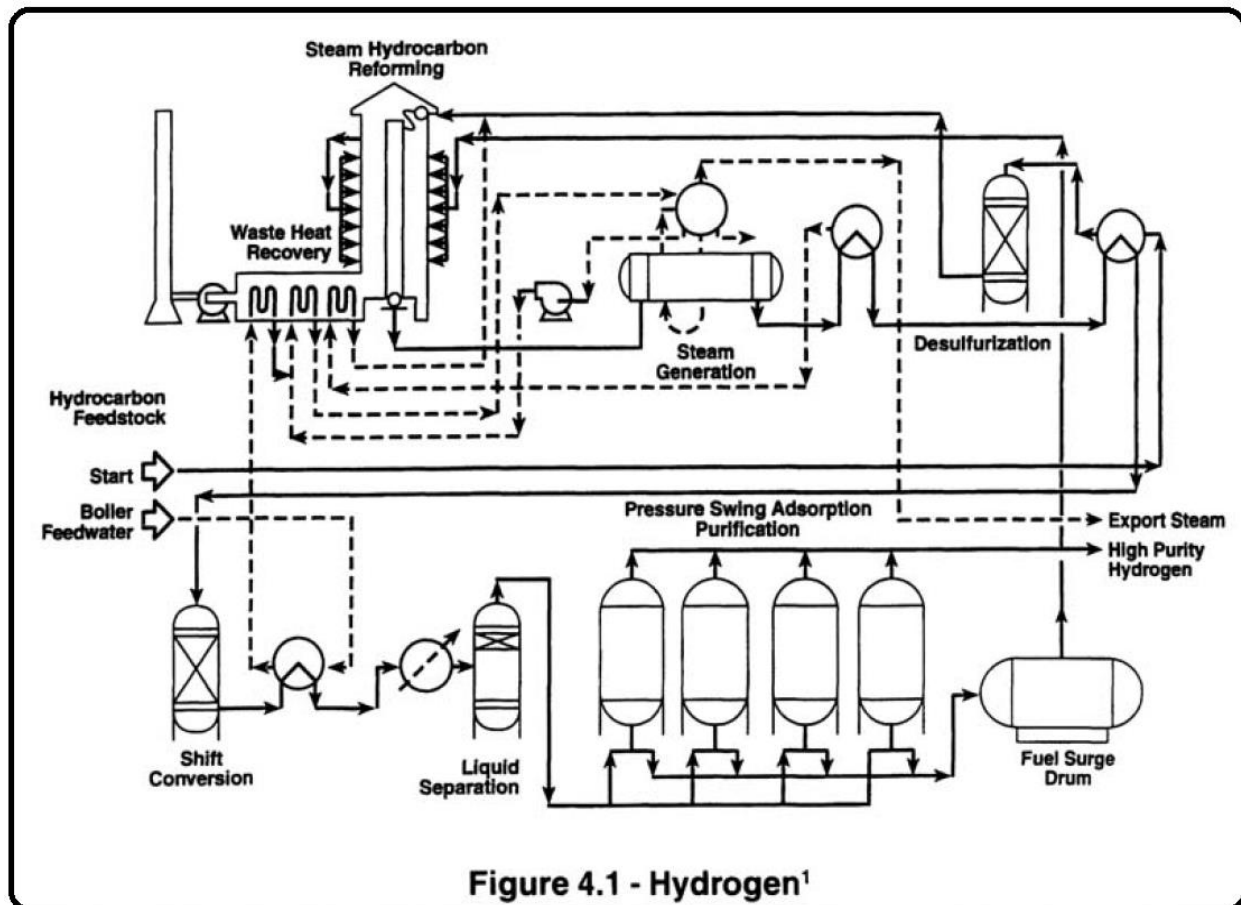 Steam Hydrocarbon
Reforming
Waste Heat
Recovery
Steam
Generation
Desulfurization
Hydrocarbon
Feedstock
Start
Boiler
Feedwater
Pressure Swing Adsorption
Purification
Export Steam
High Purity
Hydrogen
Shift
Conversion
Liquid
Separation
Fuel Surge
Drum
Figure 4.1 - Hydrogen¹